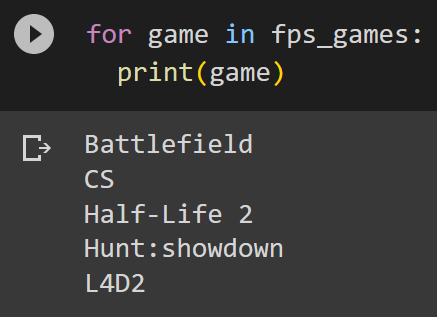 for game in fps_games:
  print(game)
Battlefield
CS
Half-Life 2
Hunt:showdown
L4D2